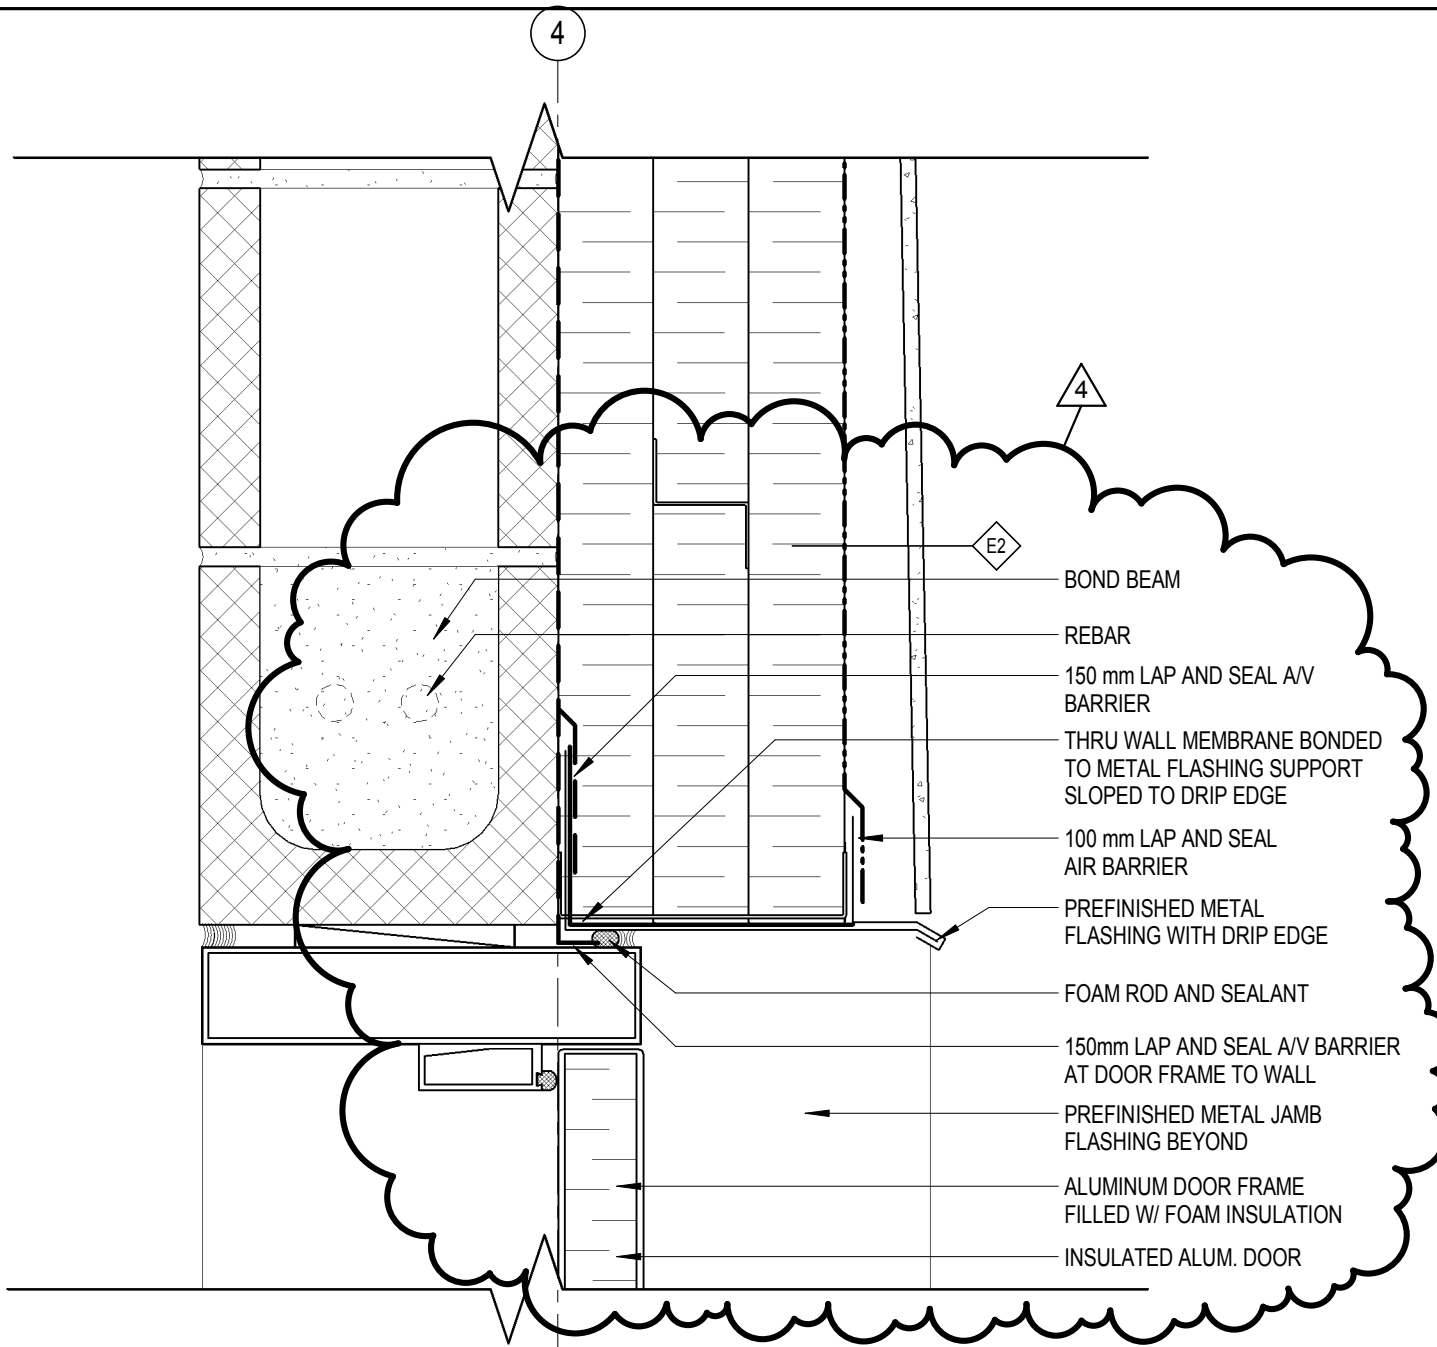 4
4
E2
BOND BEAM
REBAR
150 mm LAP AND SEAL A/V
BARRIER
THRU WALL MEMBRANE BONDED
TO METAL FLASHING SUPPORT
SLOPED TO DRIP EDGE
100 mm LAP AND SEAL
AIR BARRIER
PREFINISHED METAL
FLASHING WITH DRIP EDGE
FOAM ROD AND SEALANT
150mm LAP AND SEAL A/V BARRIER
AT DOOR FRAME TO WALL
PREFINISHED METAL JAMB
FLASHING BEYOND
ALUMINUM DOOR FRAME
FILLED W/ FOAM INSULATION
INSULATED ALUM. DOOR